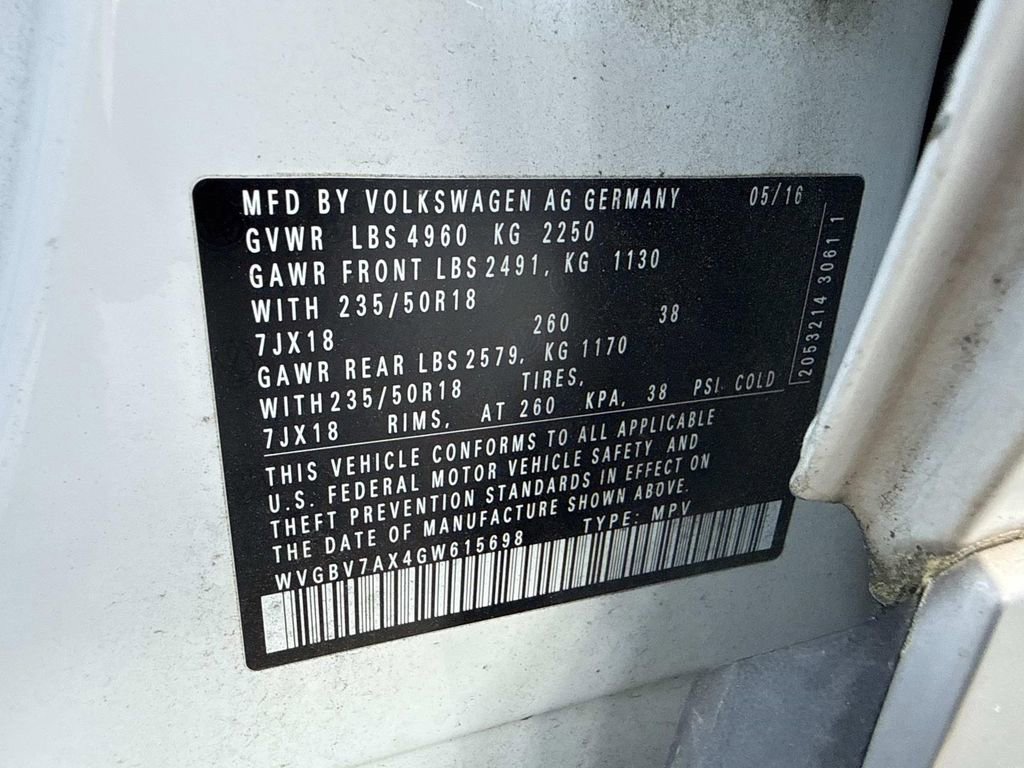 MFD BY VOLKSWAGEN AG GERMANY 05/16
GVWR LBS 4960 KG 2250
GAWR FRONT LBS 2491, KG 1130
WITH 235/50R18
7JX18 260 38
GAWR REAR LBS 2579, KG 1170
WITH 235/50R18 TIRES,
7JX18 RIMS, AT 260 KPA, 38 PSI COLD
THIS VEHICLE CONFORMS TO ALL APPLICABLE
U.S. FEDERAL MOTOR VEHICLE SAFETY AND
THEFT PREVENTION STANDARDS IN EFFECT ON
THE DATE OF MANUFACTURE SHOWN ABOVE.
WVGBV7AX4GW615698 TYPE: MPV
2053214 3061 1